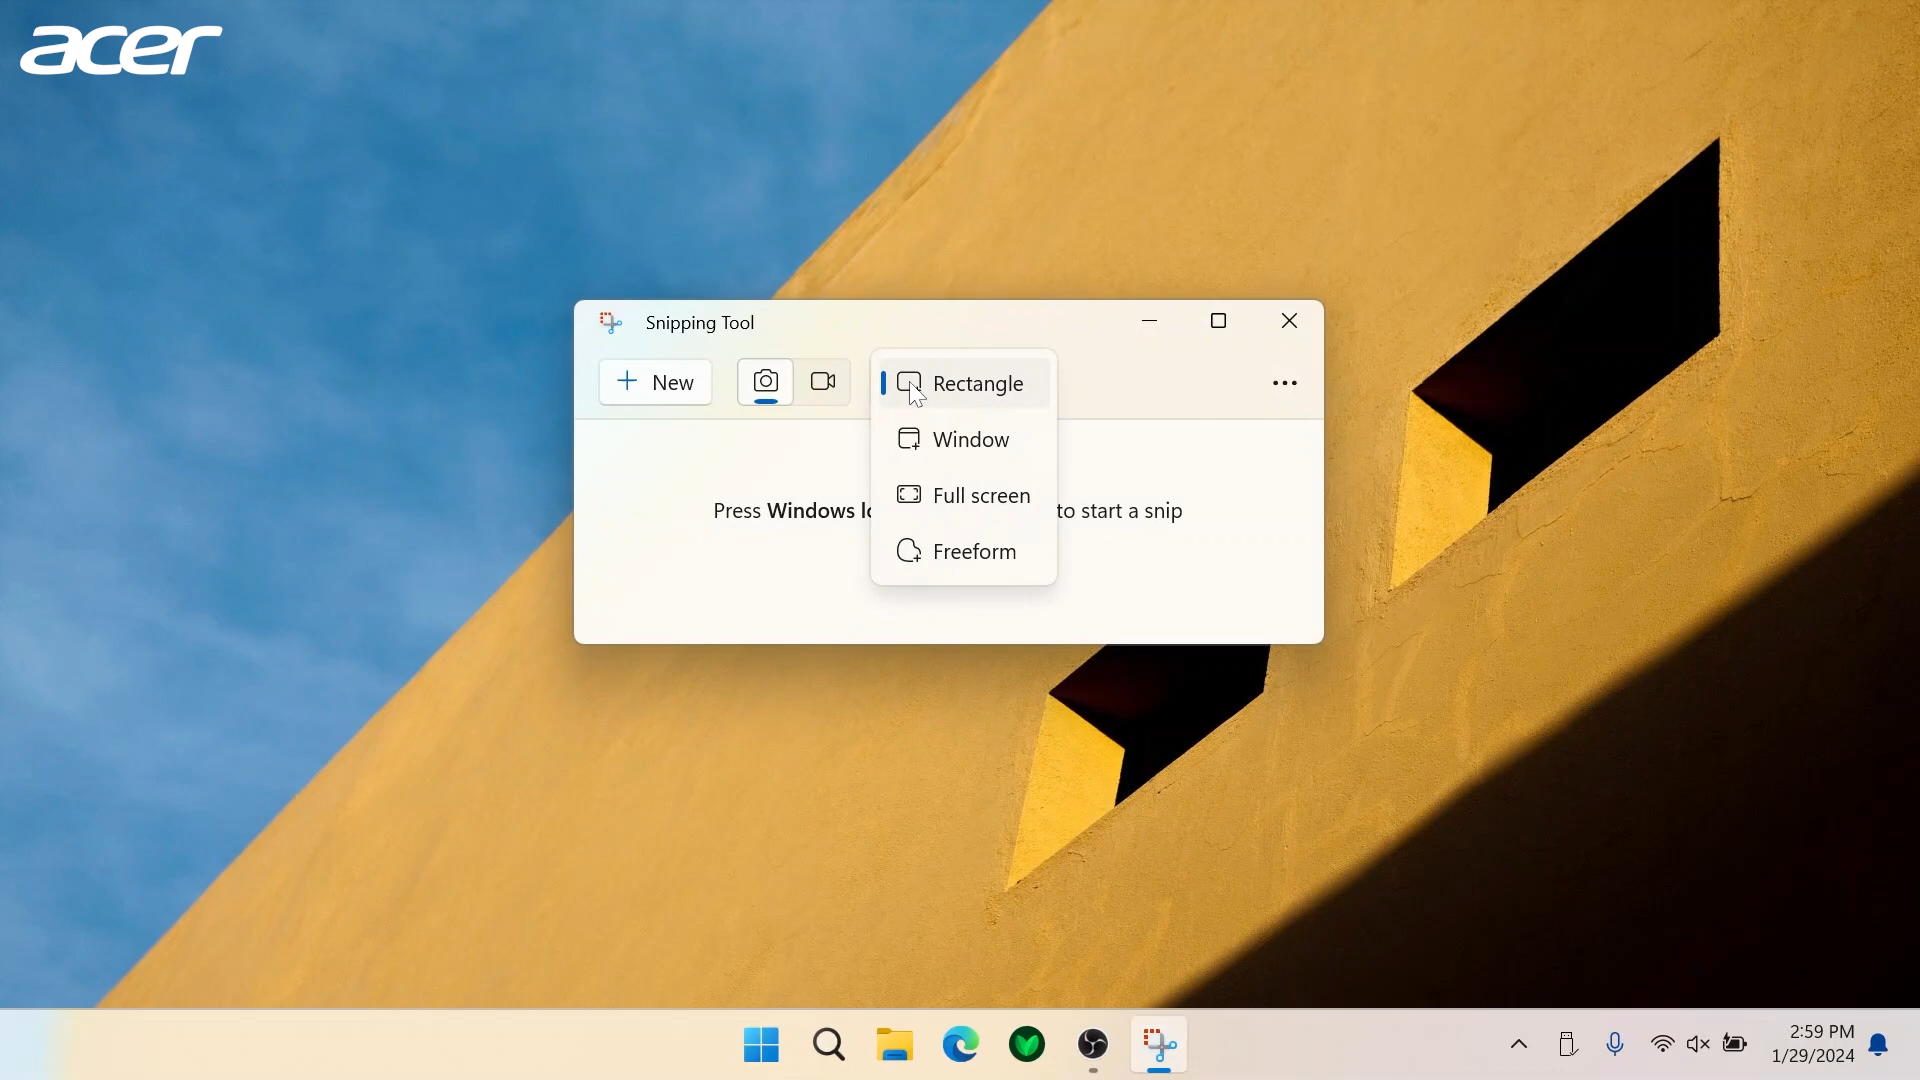 acer
Snipping Tool
New
Rectangle
Window
Full screen
Freeform
Press Windows lo to start a snip
2:59 PM
1/29/2024